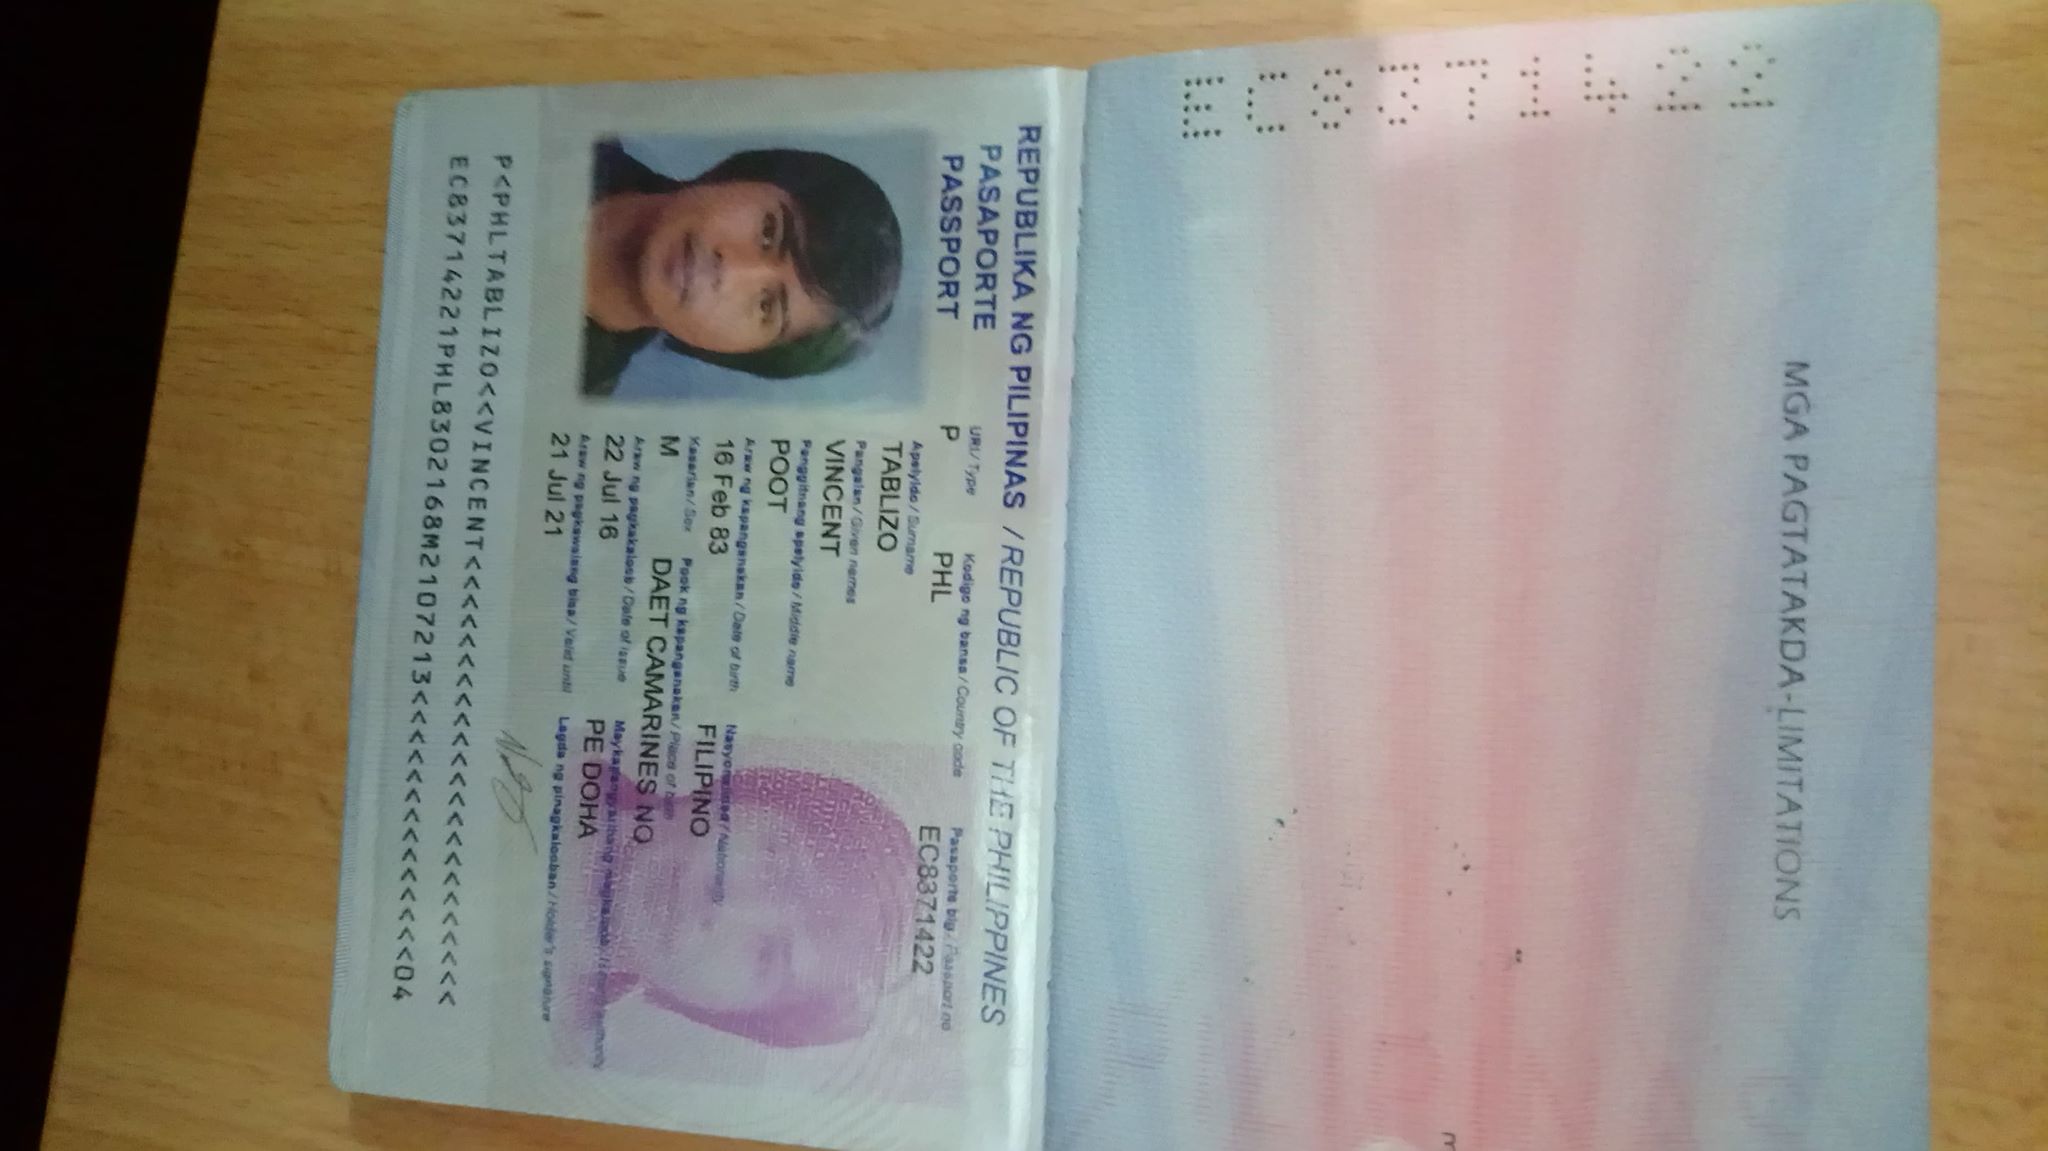 EC8371422
MGA PAGTATAKDA-LIMITATIONS
REPUBLIKA NG PILIPINAS / REPUBLIC OF THE PHILIPPINES
PASAPORTE
PASSPORT
URI / Type
P
Kodigo ng bansa / Country code
PHL
Pasaporte blg. / Passport no
EC8371422
Apelyido / Surname
TABLIZO
Pangalan / Given names
VINCENT
Panggitnang apelyido / Middle name
POOT
Araw ng kapanganakan / Date of birth
16 Feb 83
Nasyonalidad / Nationality
FILIPINO
Kasarian / Sex
M
Pook ng kapanganakan / Place of birth
DAET CAMARINES NO
Araw ng pagkakaloob / Date of issue
22 Jul 16
Maykapangyarihang nagkaloob / Issuing authority
PE DOHA
Araw ng pagkawalang bisa / Valid until
21 Jul 21
Lagda ng pinagkalooban / Holder's signature
P<PHLTABLIZO<<VINCENT<<<<<<<<<<<<<<<<<<<<<<<
EC83714221PHL8302168M2107213<<<<<<<<<<<<<<04